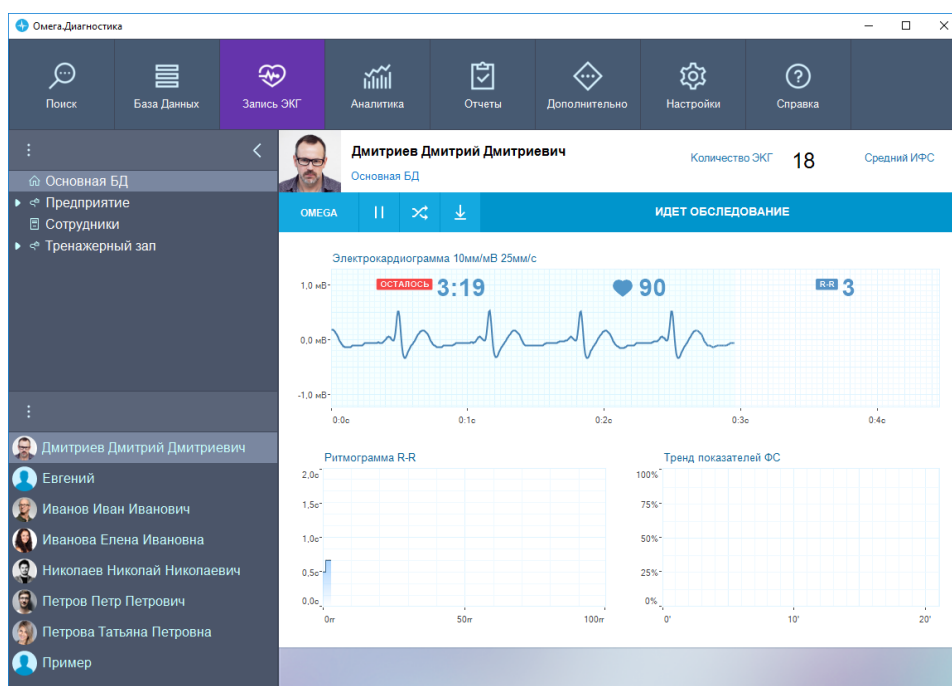 Омега.Диагностика
Поиск
База Данных
Запись ЭКГ
Аналитика
Отчеты
Дополнительно
Настройки
Справка
Основная БД
Предприятие
Сотрудники
Тренажерный зал
Дмитриев Дмитрий Дмитриевич
Евгений
Иванов Иван Иванович
Иванова Елена Ивановна
Николаев Николай Николаевич
Петров Петр Петрович
Петрова Татьяна Петровна
Пример
Дмитриев Дмитрий Дмитриевич
Основная БД
Количество ЭКГ 18 Средний ИФС
OMEGA ИДЕТ ОБСЛЕДОВАНИЕ
Электрокардиограмма 10мм/мВ 25мм/с
ОСТАЛОСЬ 3:19 90 R-R 3
1,0 мВ
0,0 мВ
-1,0 мВ
0:0с 0:1с 0:2с 0:3с 0:4с
Ритмограмма R-R
2,0с
1,5с
1,0с
0,5с
0,0с
0rr 50rr 100rr
Тренд показателей ФС
100%
75%
50%
25%
0%
0' 10' 20'